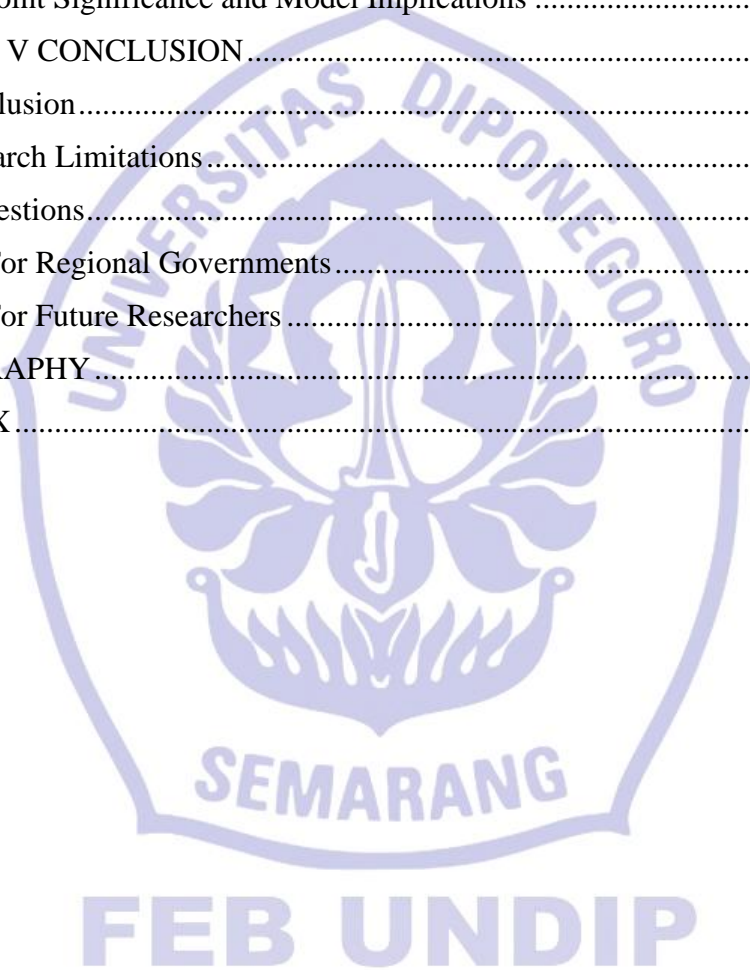 oint Significance and Model Implications ........................
V CONCLUSION ................................................................
lusion .....................................................................................
arch Limitations .....................................................................
estions ...................................................................................
For Regional Governments ....................................................
For Future Researchers ..........................................................
RAPHY ..................................................................................
X .............................................................................................
UNIVERSITAS DIPONEGORO
SEMARANG
FEB UNDIP